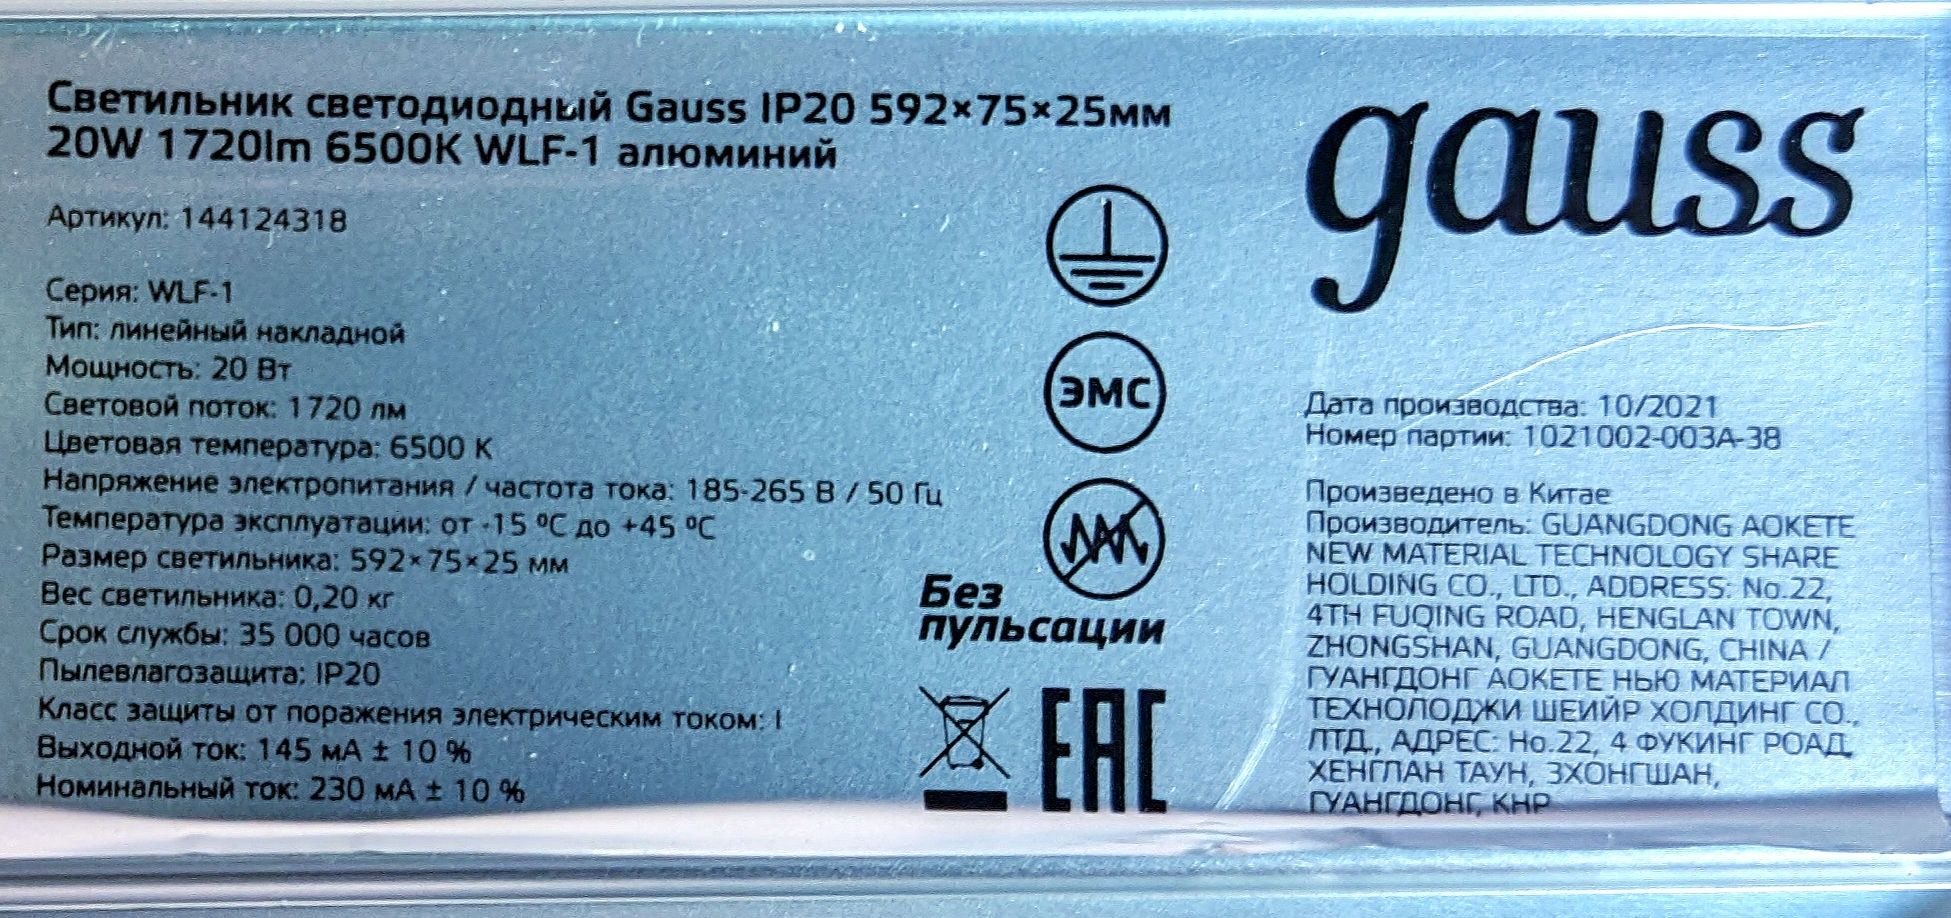 Светильник светодиодный Gauss IP20 592×75×25мм
20W 1720lm 6500K WLF-1 алюминий
Артикул: 144124318
Серия: WLF-1
Тип: линейный накладной
Мощность: 20 Вт
Световой поток: 1720 лм
Цветовая температура: 6500 К
Напряжение электропитания / частота тока: 185-265 В / 50 Гц
Температура эксплуатации: от -15 ºС до +45 ºС
Размер светильника: 592×75×25 мм
Вес светильника: 0,20 кг
Срок службы: 35 000 часов
Пылевлагозащита: IP20
Класс защиты от поражения электрическим током: I
Выходной ток: 145 мА ± 10 %
Номинальный ток: 230 мА ± 10 %
ЭМС
Без
пульсации
EAC
gauss
Дата производства: 10/2021
Номер партии: 1021002-003A-38
Произведено в Китае
Производитель: GUANGDONG AOKETE
NEW MATERIAL TECHNOLOGY SHARE
HOLDING CO., LTD., ADDRESS: No.22,
4TH FUQING ROAD, HENGLAN TOWN,
ZHONGSHAN, GUANGDONG, CHINA /
ГУАНГДОНГ АОКЕТЕ НЬЮ МАТЕРИАЛ
ТЕХНОЛОДЖИ ШЕИЙР ХОЛДИНГ СО.,
ЛТД., АДРЕС: Но.22, 4 ФУКИНГ РОАД,
ХЕНГЛАН ТАУН, ЗХОНГШАН,
ГУАНГДОНГ, КНР